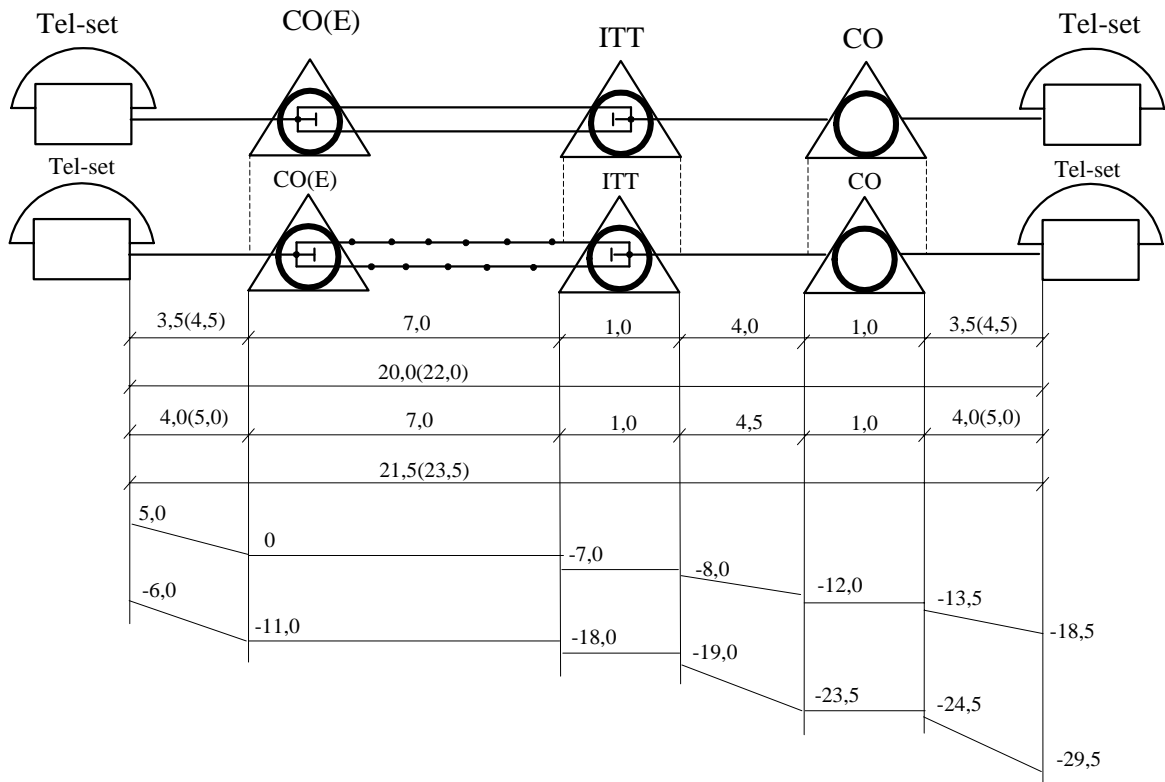 Tel-set CO(E) ITT CO Tel-set
Tel-set CO(E) ITT CO Tel-set
3,5(4,5) 7,0 1,0 4,0 1,0 3,5(4,5)
20,0(22,0)
4,0(5,0) 7,0 1,0 4,5 1,0 4,0(5,0)
21,5(23,5)
5,0 0 -7,0 -8,0 -12,0 -13,5 -18,5
-6,0 -11,0 -18,0 -19,0 -23,5 -24,5 -29,5